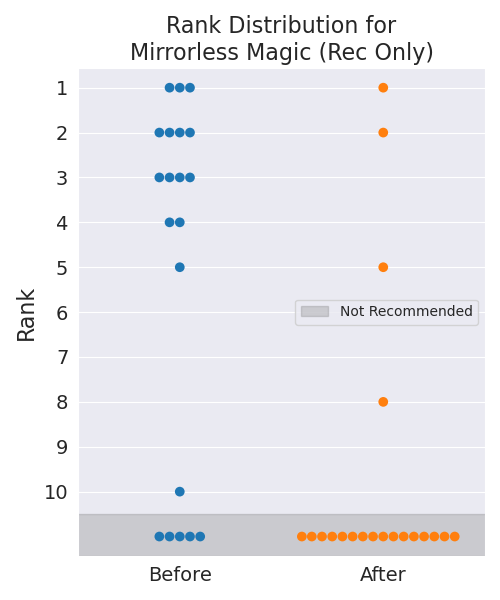 Rank Distribution for
Mirrorless Magic (Rec Only)
Rank
1
2
3
4
5
6
7
8
9
10
Not Recommended
Before
After